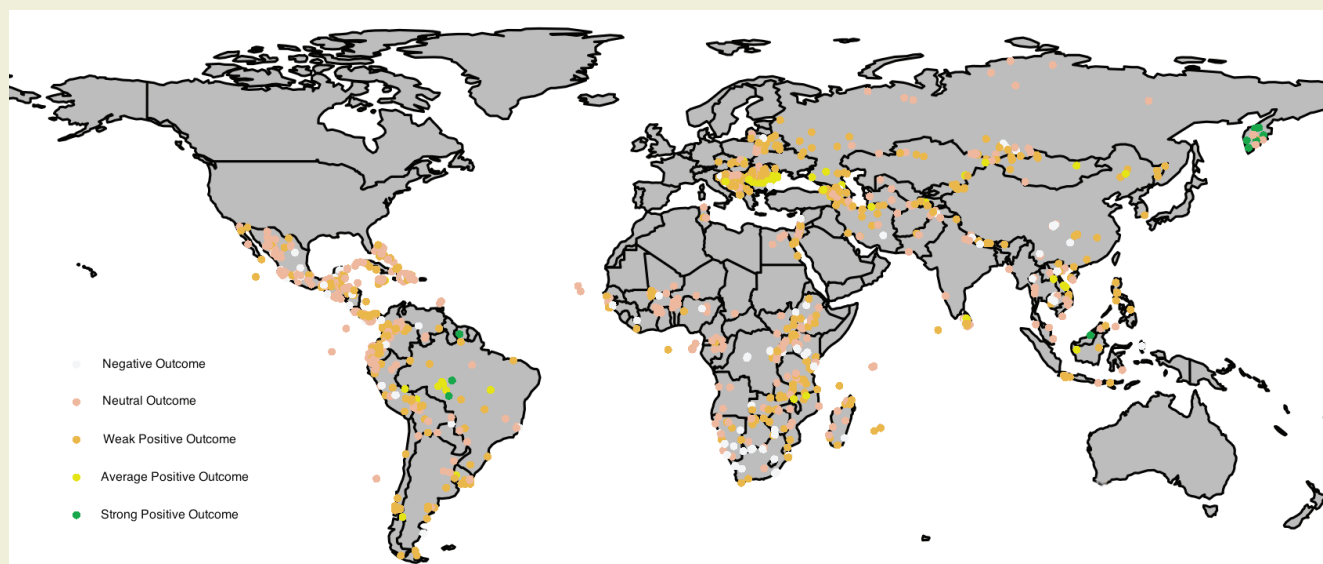 Negative Outcome
Neutral Outcome
Weak Positive Outcome
Average Positive Outcome
Strong Positive Outcome